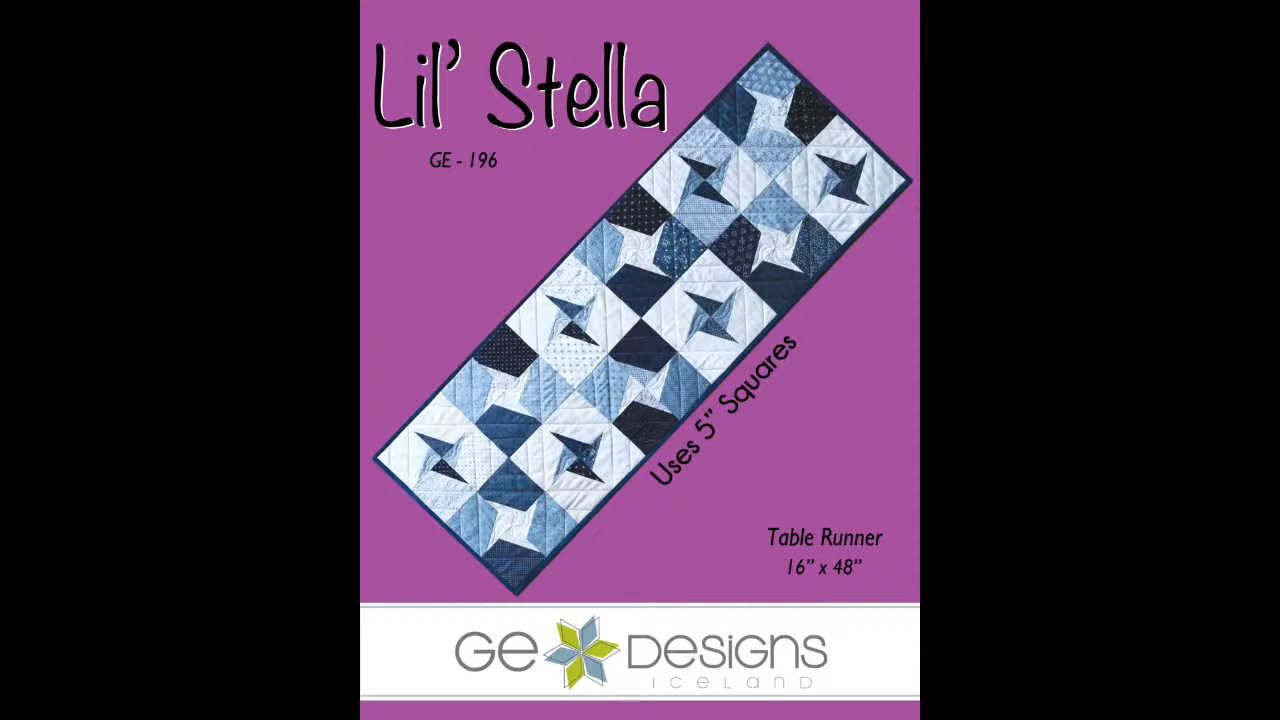 Lil' Stella
GE - 196
Uses 5” Squares
Table Runner
16” x 48”
GE DESIGNS
ICELAND